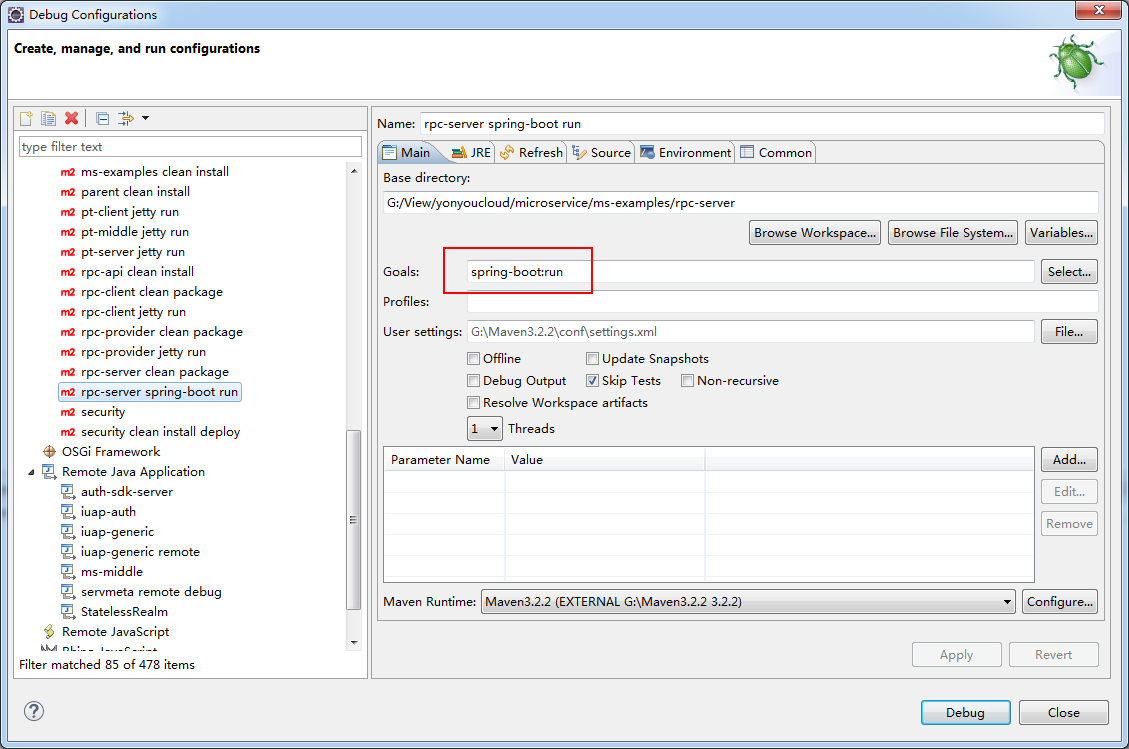 Debug Configurations
Create, manage, and run configurations
type filter text
m2 ms-examples clean install
m2 parent clean install
m2 pt-client jetty run
m2 pt-middle jetty run
m2 pt-server jetty run
m2 rpc-api clean install
m2 rpc-client clean package
m2 rpc-client jetty run
m2 rpc-provider clean package
m2 rpc-provider jetty run
m2 rpc-server clean package
m2 rpc-server spring-boot run
m2 security
m2 security clean install deploy
OSGi Framework
Remote Java Application
auth-sdk-server
iuap-auth
iuap-generic
iuap-generic remote
ms-middle
servmeta remote debug
StatelessRealm
Remote JavaScript
Rhino JavaScript
Filter matched 85 of 478 items
Name: rpc-server spring-boot run
Main JRE Refresh Source Environment Common
Base directory:
G:/View/yonyoucloud/microservice/ms-examples/rpc-server
Browse Workspace... Browse File System... Variables...
Goals: spring-boot:run Select...
Profiles:
User settings: G:\Maven3.2.2\conf\settings.xml File...
Offline Update Snapshots
Debug Output Skip Tests Non-recursive
Resolve Workspace artifacts
1 Threads
Parameter Name Value Add...
Edit...
Remove
Maven Runtime: Maven3.2.2 (EXTERNAL G:\Maven3.2.2 3.2.2) Configure...
Apply Revert
? Debug Close